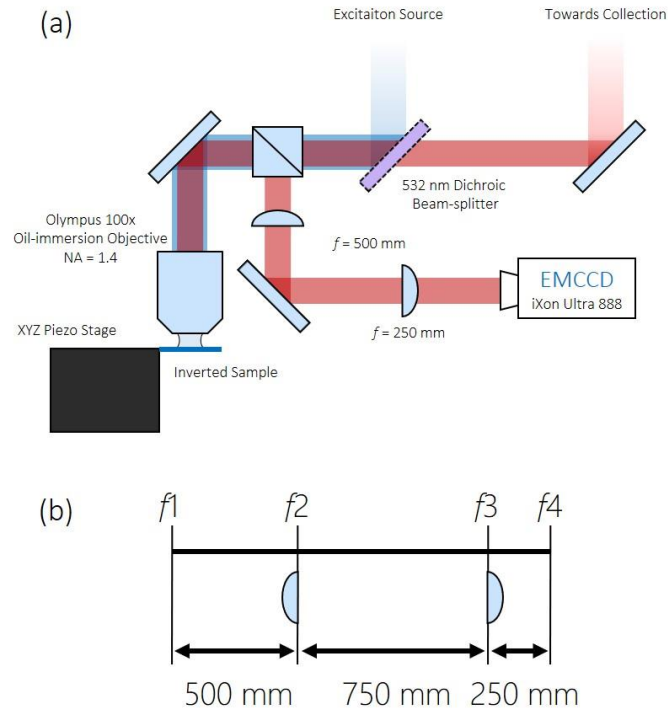 (a)
Excitaiton Source
Towards Collection
532 nm Dichroic
Beam-splitter
Olympus 100x
Oil-immersion Objective
NA = 1.4
f = 500 mm
EMCCD
iXon Ultra 888
XYZ Piezo Stage
f = 250 mm
Inverted Sample
(b)
f1 f2 f3 f4
500 mm 750 mm 250 mm